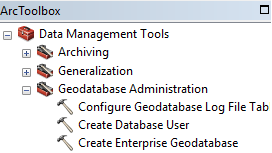 ArcToolbox
Data Management Tools
Archiving
Generalization
Geodatabase Administration
Configure Geodatabase Log File Tab
Create Database User
Create Enterprise Geodatabase